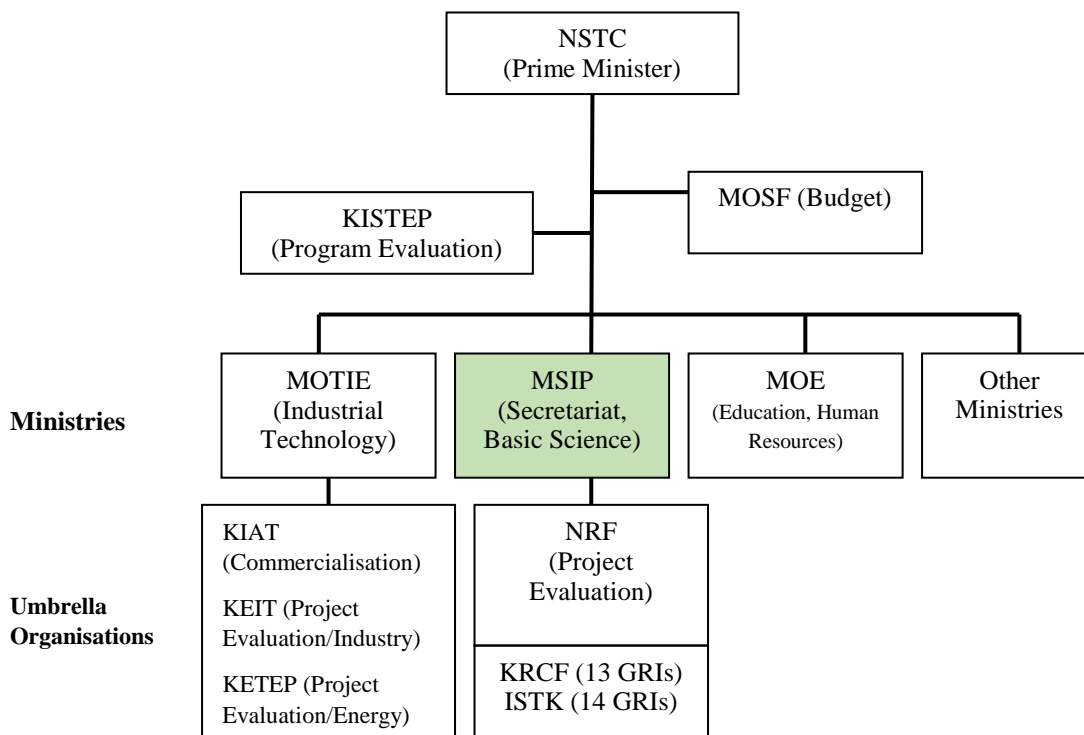 NSTC
(Prime Minister)
MOSF (Budget)
KISTEP
(Program Evaluation)
Ministries
MOTIE
(Industrial
Technology)
MSIP
(Secretariat,
Basic Science)
MOE
(Education, Human
Resources)
Other
Ministries
Umbrella
Organisations
KIAT
(Commercialisation)
KEIT (Project
Evaluation/Industry)
KETEP (Project
Evaluation/Energy)
NRF
(Project
Evaluation)
KRCF (13 GRIs)
ISTK (14 GRIs)